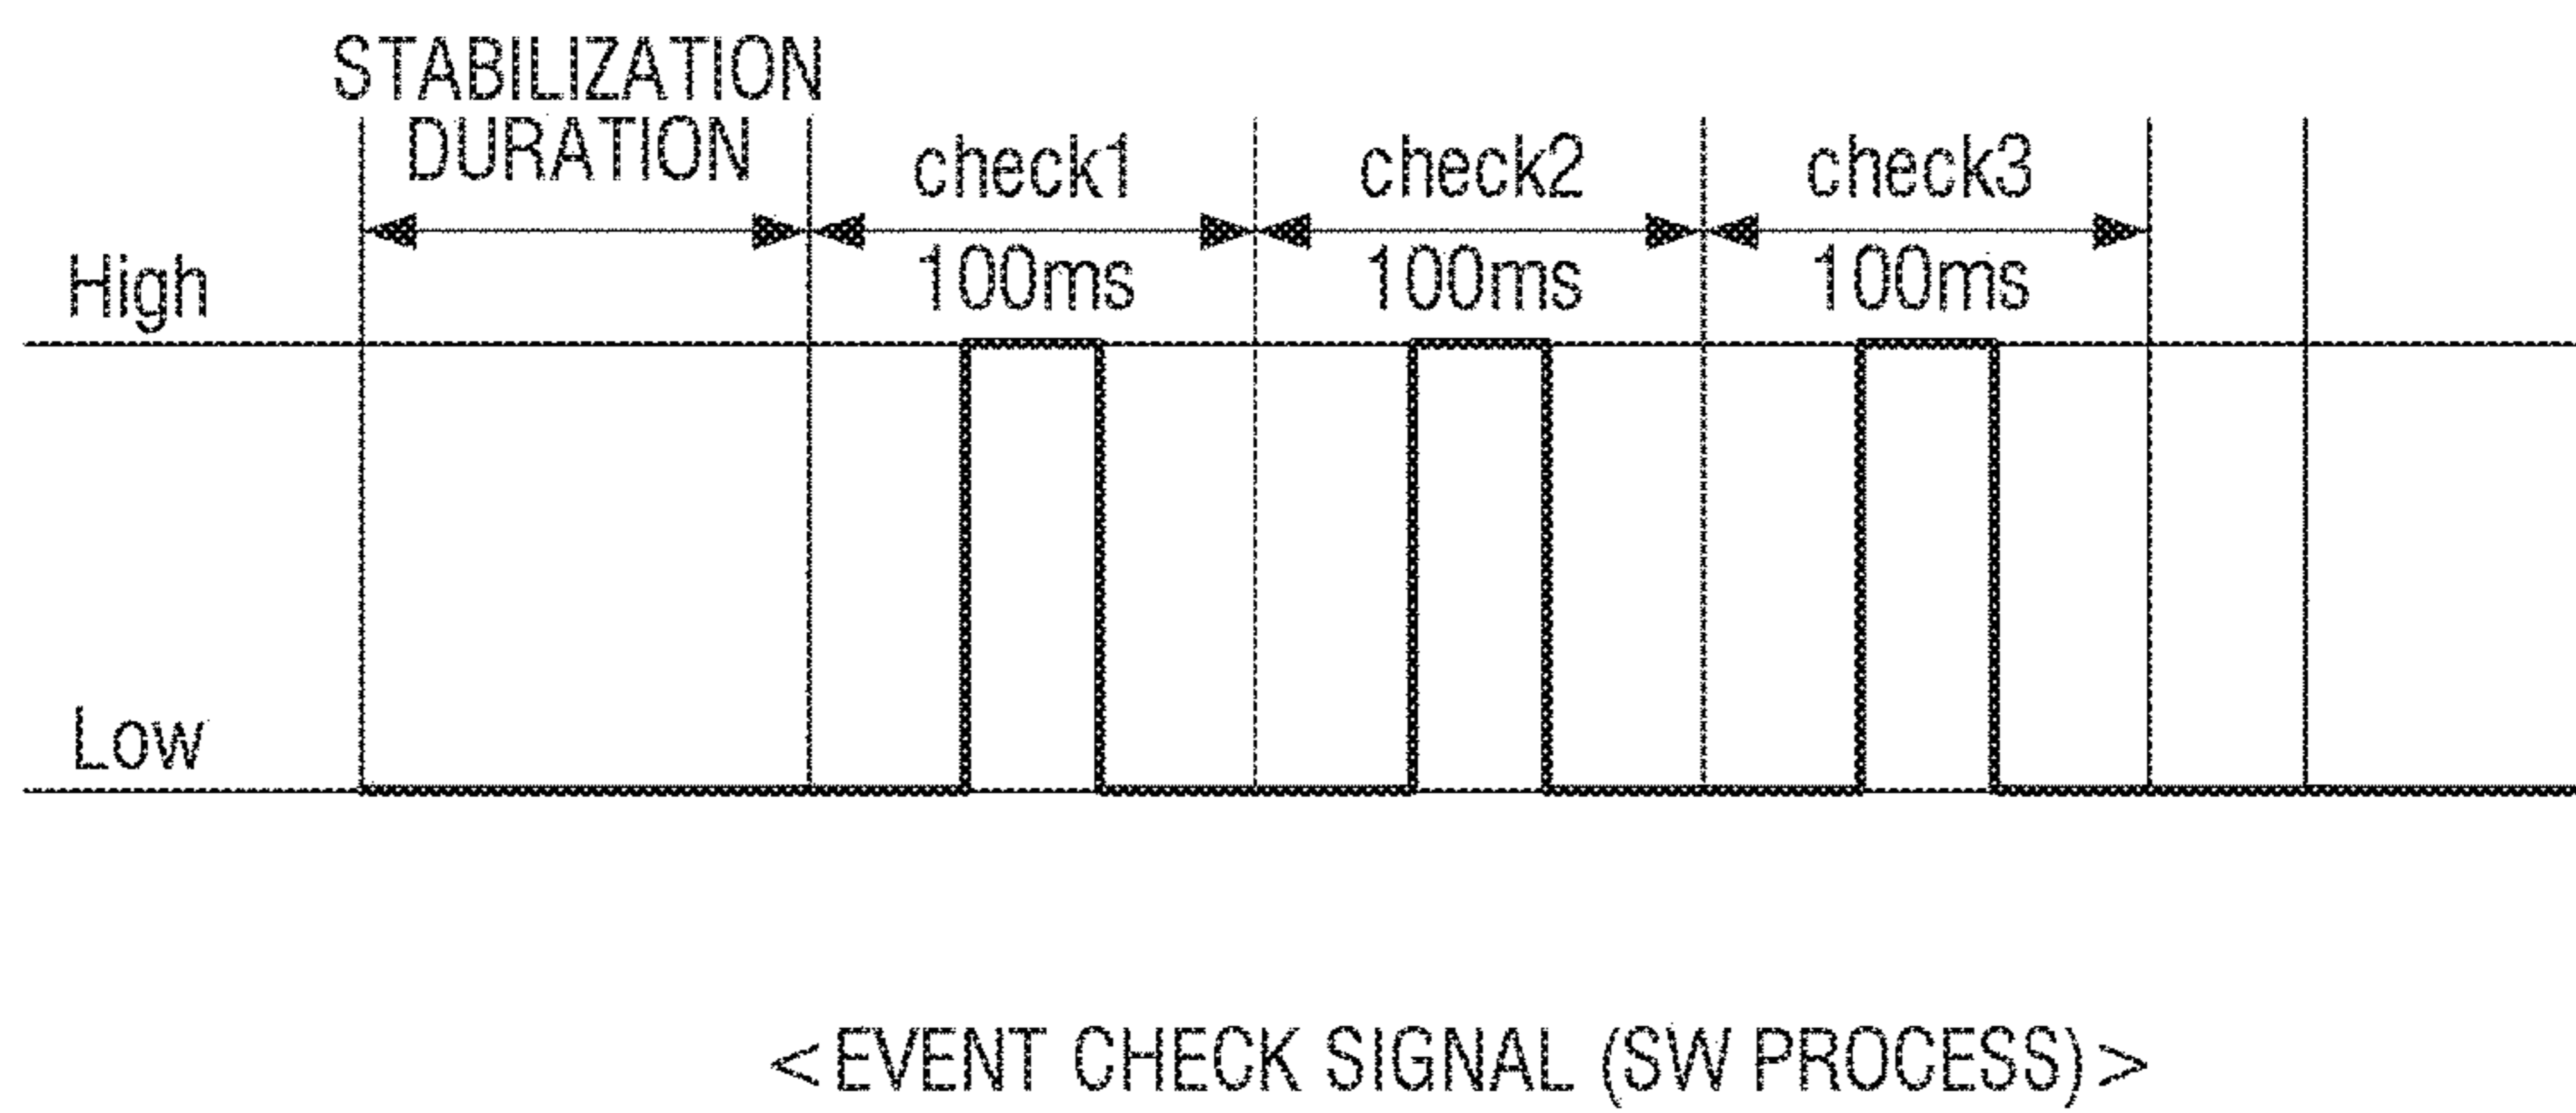 STABILIZATION
DURATION
check1
check2
check3
100ms
100ms
100ms
High
Low
<EVENT CHECK SIGNAL (SW PROCESS)>